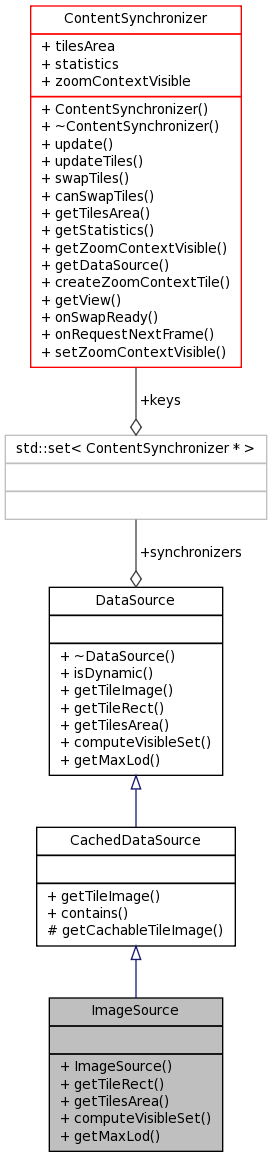 ContentSynchronizer
+ tilesArea
+ statistics
+ zoomContextVisible
+ ContentSynchronizer()
+ ~ContentSynchronizer()
+ update()
+ updateTiles()
+ swapTiles()
+ canSwapTiles()
+ getTilesArea()
+ getStatistics()
+ getZoomContextVisible()
+ getDataSource()
+ createZoomContextTile()
+ getView()
+ onSwapReady()
+ onRequestNextFrame()
+ setZoomContextVisible()
+keys
std::set< ContentSynchronizer * >
+synchronizers
DataSource
+ ~DataSource()
+ isDynamic()
+ getTileImage()
+ getTileRect()
+ getTilesArea()
+ computeVisibleSet()
+ getMaxLod()
CachedDataSource
+ getTileImage()
+ contains()
# getCachableTileImage()
ImageSource
+ ImageSource()
+ getTileRect()
+ getTilesArea()
+ computeVisibleSet()
+ getMaxLod()